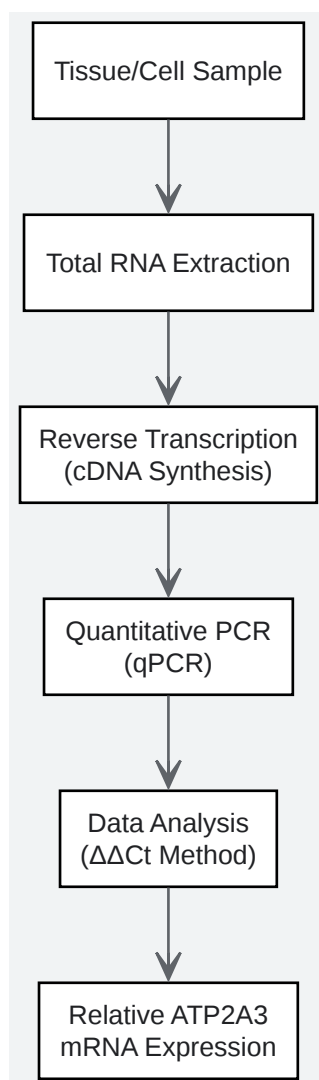 Tissue/Cell Sample
Total RNA Extraction
Reverse Transcription
(cDNA Synthesis)
Quantitative PCR
(qPCR)
Data Analysis
(ΔΔCt Method)
Relative ATP2A3
mRNA Expression